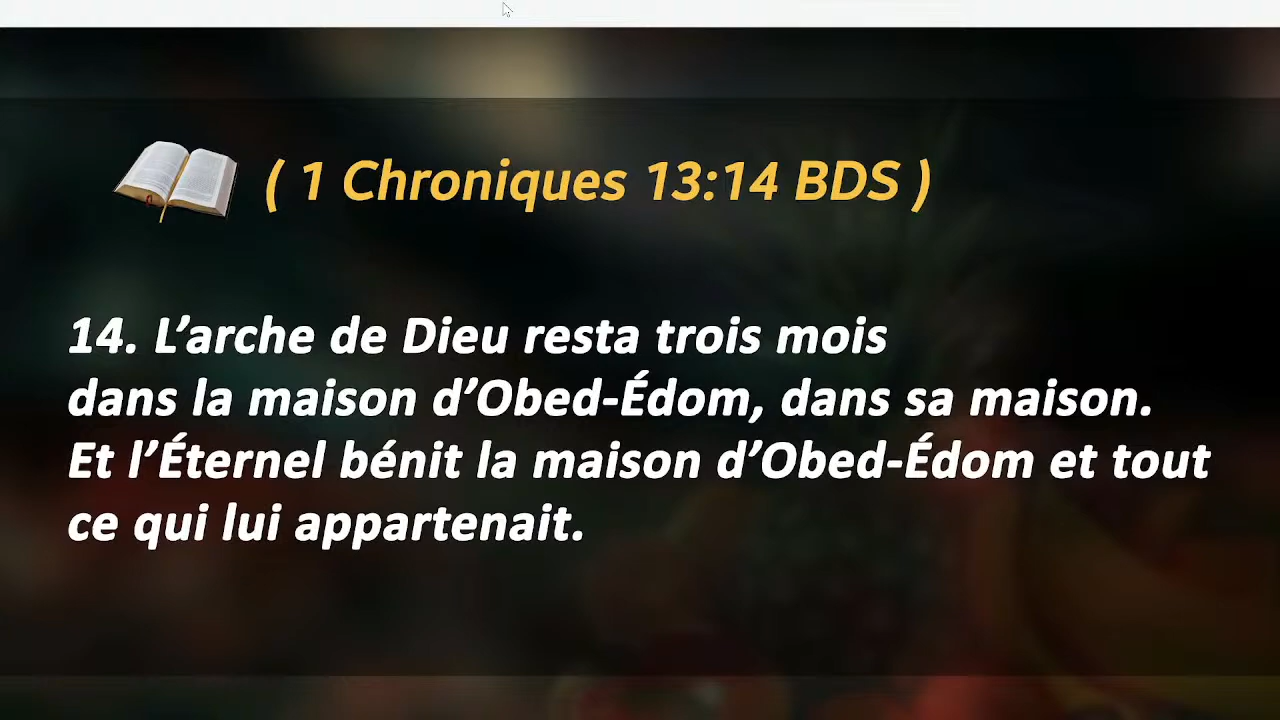 ( 1 Chroniques 13:14 BDS )
14. L’arche de Dieu resta trois mois
dans la maison d’Obed-Édom, dans sa maison.
Et l’Éternel bénit la maison d’Obed-Édom et tout
ce qui lui appartenait.